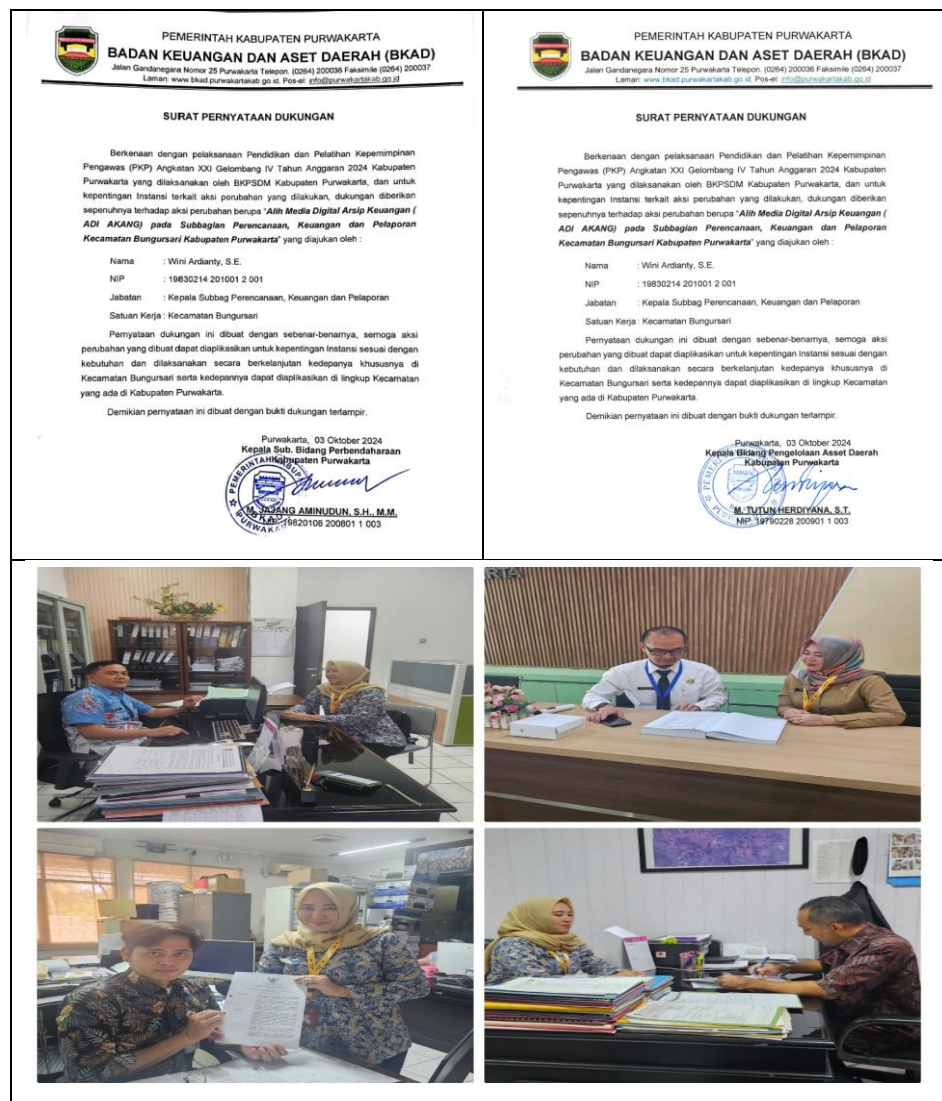 PEMERINTAH KABUPATEN PURWAKARTA
BADAN KEUANGAN DAN ASET DAERAH (BKAD)
Jalan Gandanegara Nomor 25 Purwakarta Telepon. (0264) 200036 Faksimile (0264) 200037
Laman: www.bkad.purwakartakab.go.id, Pos-el: info@purwakartakab.go.id
SURAT PERNYATAAN DUKUNGAN
Berkenaan dengan pelaksanaan Pendidikan dan Pelatihan Kepemimpinan
Pengawas (PKP) Angkatan XXI Gelombang IV Tahun Anggaran 2024 Kabupaten
Purwakarta yang dilaksanakan oleh BKPSDM Kabupaten Purwakarta, dan untuk
kepentingan Instansi terkait aksi perubahan yang dilakukan, dukungan diberikan
sepenuhnya terhadap aksi perubahan berupa "Alih Media Digital Arsip Keuangan (
ADI AKANG) pada Subbagian Perencanaan, Keuangan dan Pelaporan
Kecamatan Bungursari Kabupaten Purwakarta" yang diajukan oleh :
Nama : Wini Ardianty, S.E.
NIP : 19830214 201001 2 001
Jabatan : Kepala Subbag Perencanaan, Keuangan dan Pelaporan
Satuan Kerja : Kecamatan Bungursari
Pernyataan dukungan ini dibuat dengan sebenar-benarnya, semoga aksi
perubahan yang dibuat dapat diaplikasikan untuk kepentingan Instansi sesuai dengan
kebutuhan dan dilaksanakan secara berkelanjutan kedepanya khususnya di
Kecamatan Bungursari serta kedepannya dapat diaplikasikan di lingkup Kecamatan
yang ada di Kabupaten Purwakarta.
Demikian pernyataan ini dibuat dengan bukti dukungan terlampir.
Purwakarta, 03 Oktober 2024
Kepala Sub. Bidang Perbendaharaan
Kabupaten Purwakarta
M. JAJANG AMINUDUN, S.H., M.M.
19820108 200801 1 003
PEMERINTAH KABUPATEN PURWAKARTA
BADAN KEUANGAN DAN ASET DAERAH (BKAD)
Jalan Gandanegara Nomor 25 Purwakarta Telepon. (0264) 200036 Faksimile (0264) 200037
Laman: www.bkad.purwakartakab.go.id, Pos-el: info@purwakartakab.go.id
SURAT PERNYATAAN DUKUNGAN
Berkenaan dengan pelaksanaan Pendidikan dan Pelatihan Kepemimpinan
Pengawas (PKP) Angkatan XXI Gelombang IV Tahun Anggaran 2024 Kabupaten
Purwakarta yang dilaksanakan oleh BKPSDM Kabupaten Purwakarta, dan untuk
kepentingan Instansi terkait aksi perubahan yang dilakukan, dukungan diberikan
sepenuhnya terhadap aksi perubahan berupa "Alih Media Digital Arsip Keuangan (
ADI AKANG) pada Subbagian Perencanaan, Keuangan dan Pelaporan
Kecamatan Bungursari Kabupaten Purwakarta" yang diajukan oleh :
Nama : Wini Ardianty, S.E.
NIP : 19830214 201001 2 001
Jabatan : Kepala Subbag Perencanaan, Keuangan dan Pelaporan
Satuan Kerja : Kecamatan Bungursari
Pernyataan dukungan ini dibuat dengan sebenar-benarnya, semoga aksi
perubahan yang dibuat dapat diaplikasikan untuk kepentingan Instansi sesuai dengan
kebutuhan dan dilaksanakan secara berkelanjutan kedepanya khususnya di
Kecamatan Bungursari serta kedepannya dapat diaplikasikan di lingkup Kecamatan
yang ada di Kabupaten Purwakarta.
Demikian pernyataan ini dibuat dengan bukti dukungan terlampir.
Purwakarta, 03 Oktober 2024
Kepala Bidang Pengelolaan Asset Daerah
Kabupaten Purwakarta
M. TUTUN HERDIYANA, S.T.
NIP. 19790228 200901 1 003